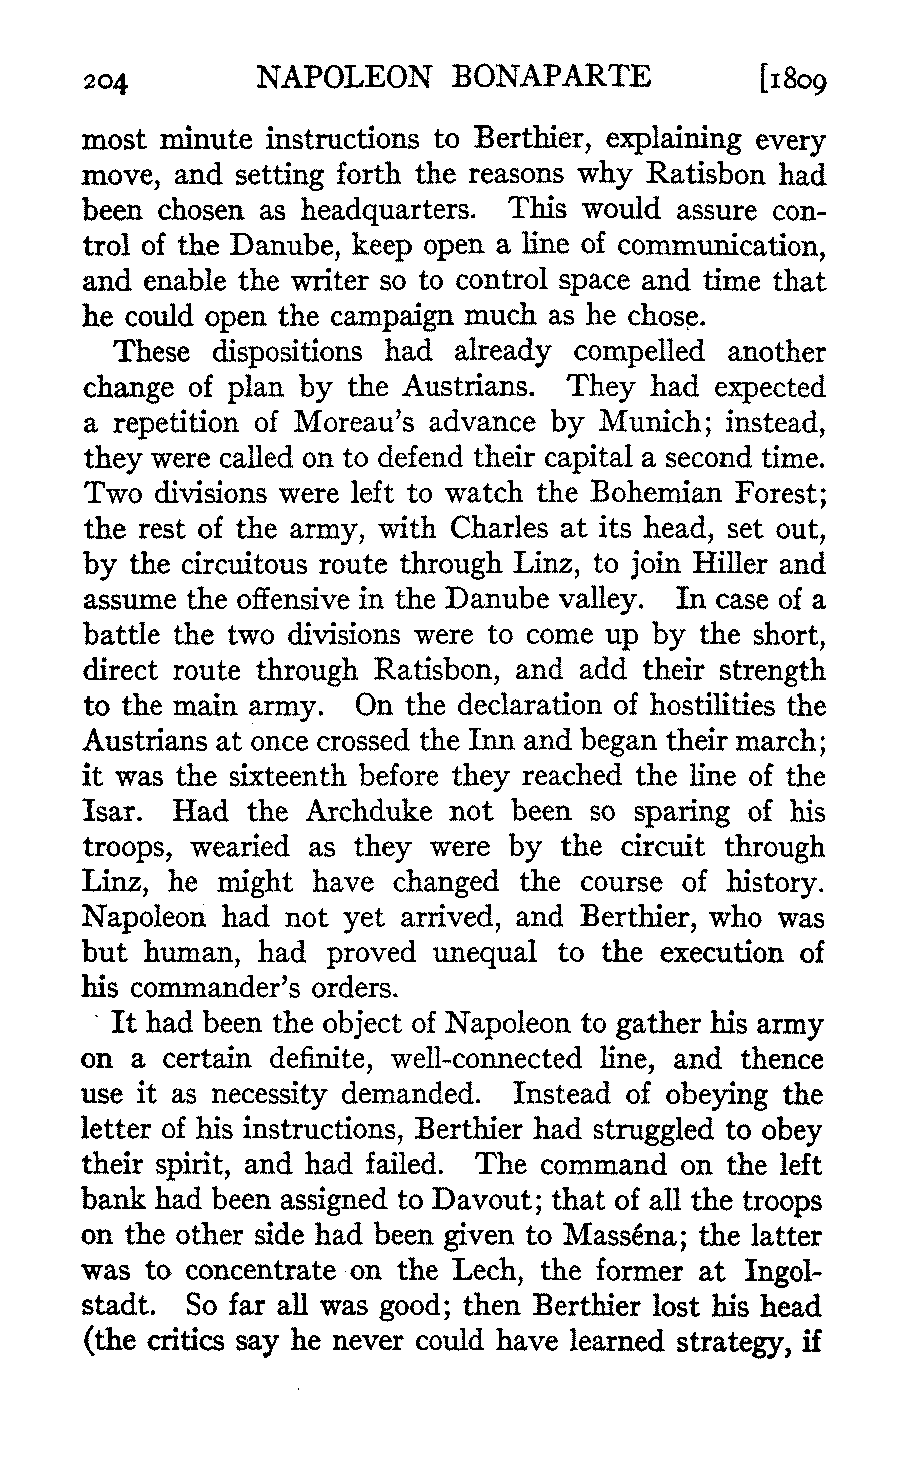 204 NAPOLEON BONAPARTE [1809
most minute instructions to Berthier, explaining every
move, and setting forth the reasons why Ratisbon had
been chosen as headquarters. This would assure con-
trol of the Danube, keep open a line of communication,
and enable the writer so to control space and time that
he could open the campaign much as he chose.
These dispositions had already compelled another
change of plan by the Austrians. They had expected
a repetition of Moreau's advance by Munich; instead,
they were called on to defend their capital a second time.
Two divisions were left to watch the Bohemian Forest;
the rest of the army, with Charles at its head, set out,
by the circuitous route through Linz, to join Hiller and
assume the offensive in the Danube valley. In case of a
battle the two divisions were to come up by the short,
direct route through Ratisbon, and add their strength
to the main army. On the declaration of hostilities the
Austrians at once crossed the Inn and began their march;
it was the sixteenth before they reached the line of the
Isar. Had the Archduke not been so sparing of his
troops, wearied as they were by the circuit through
Linz, he might have changed the course of history.
Napoleon had not yet arrived, and Berthier, who was
but human, had proved unequal to the execution of
his commander's orders.
It had been the object of Napoleon to gather his army
on a certain definite, well-connected line, and thence
use it as necessity demanded. Instead of obeying the
letter of his instructions, Berthier had struggled to obey
their spirit, and had failed. The command on the left
bank had been assigned to Davout; that of all the troops
on the other side had been given to Masséna; the latter
was to concentrate on the Lech, the former at Ingol-
stadt. So far all was good; then Berthier lost his head
(the critics say he never could have learned strategy, if